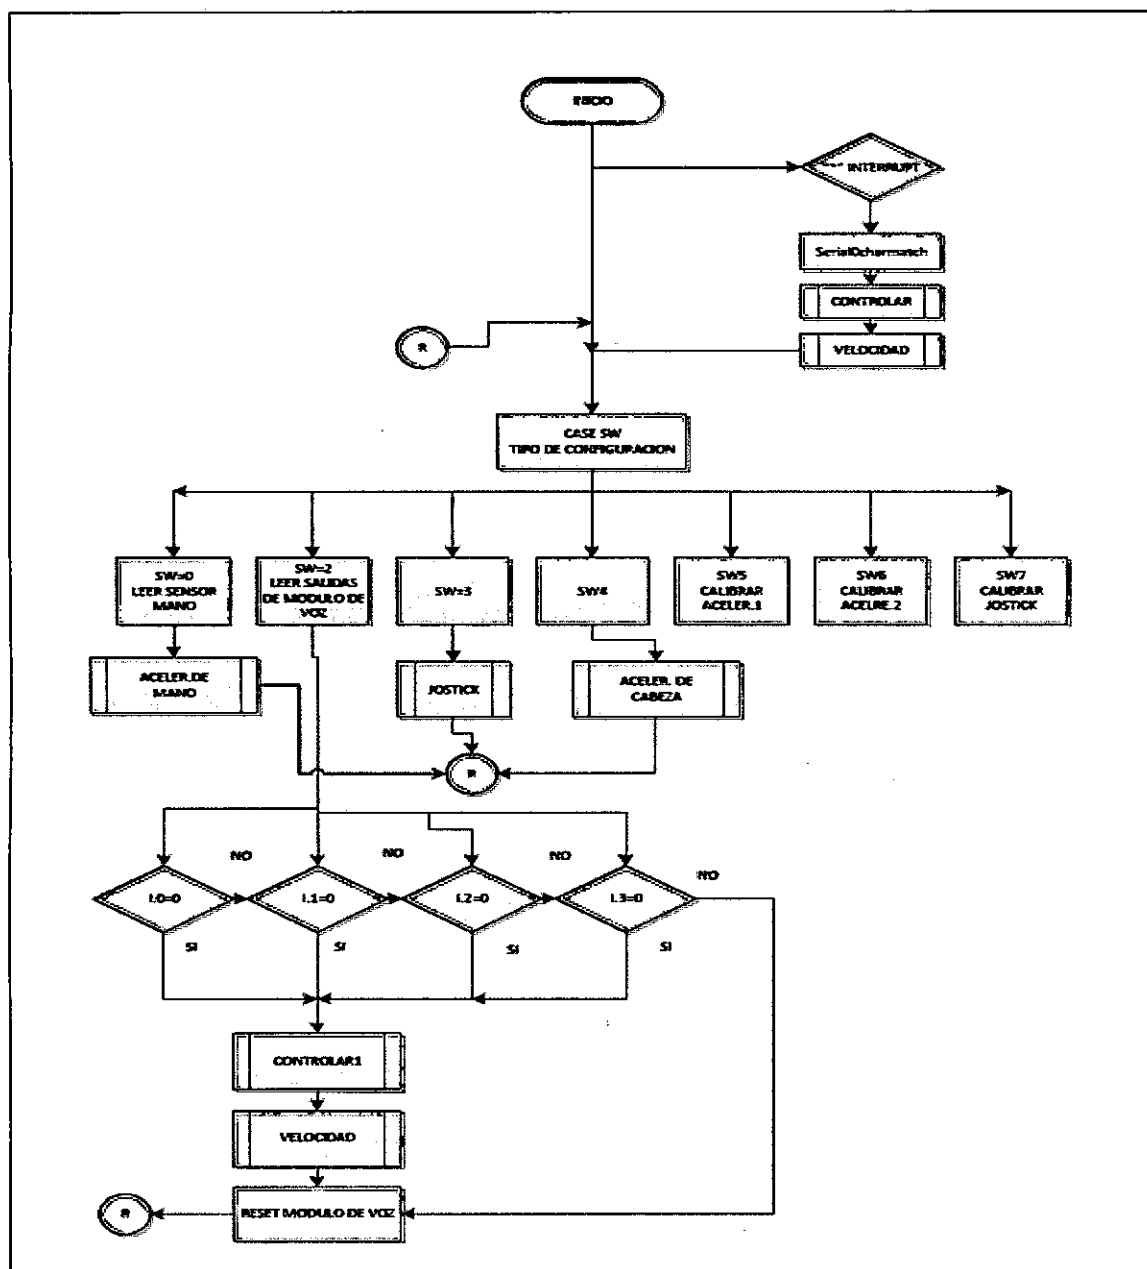 INICIO
INTERRUPT
Serial0charmatch
CONTROLAR
R
VELOCIDAD
CASE SW
TIPO DE CONFIGURACION
SW=0
LEER SENSOR
MANO
SW=2
LEER SALIDAS
DE MODULO DE
VOZ
SW=3
SW4
SW5
CALIBRAR
ACELER.1
SW6
CALIBRAR
ACELRE.2
SW7
CALIBRAR
JOSTICK
ACELER.DE
MANO
JOSTICK
ACELER. DE
CABEZA
R
NO
NO
NO
NO
I.0=0
I.1=0
I.2=0
I.3=0
SI
SI
SI
SI
CONTROLAR1
VELOCIDAD
R
RESET MODULO DE VOZ